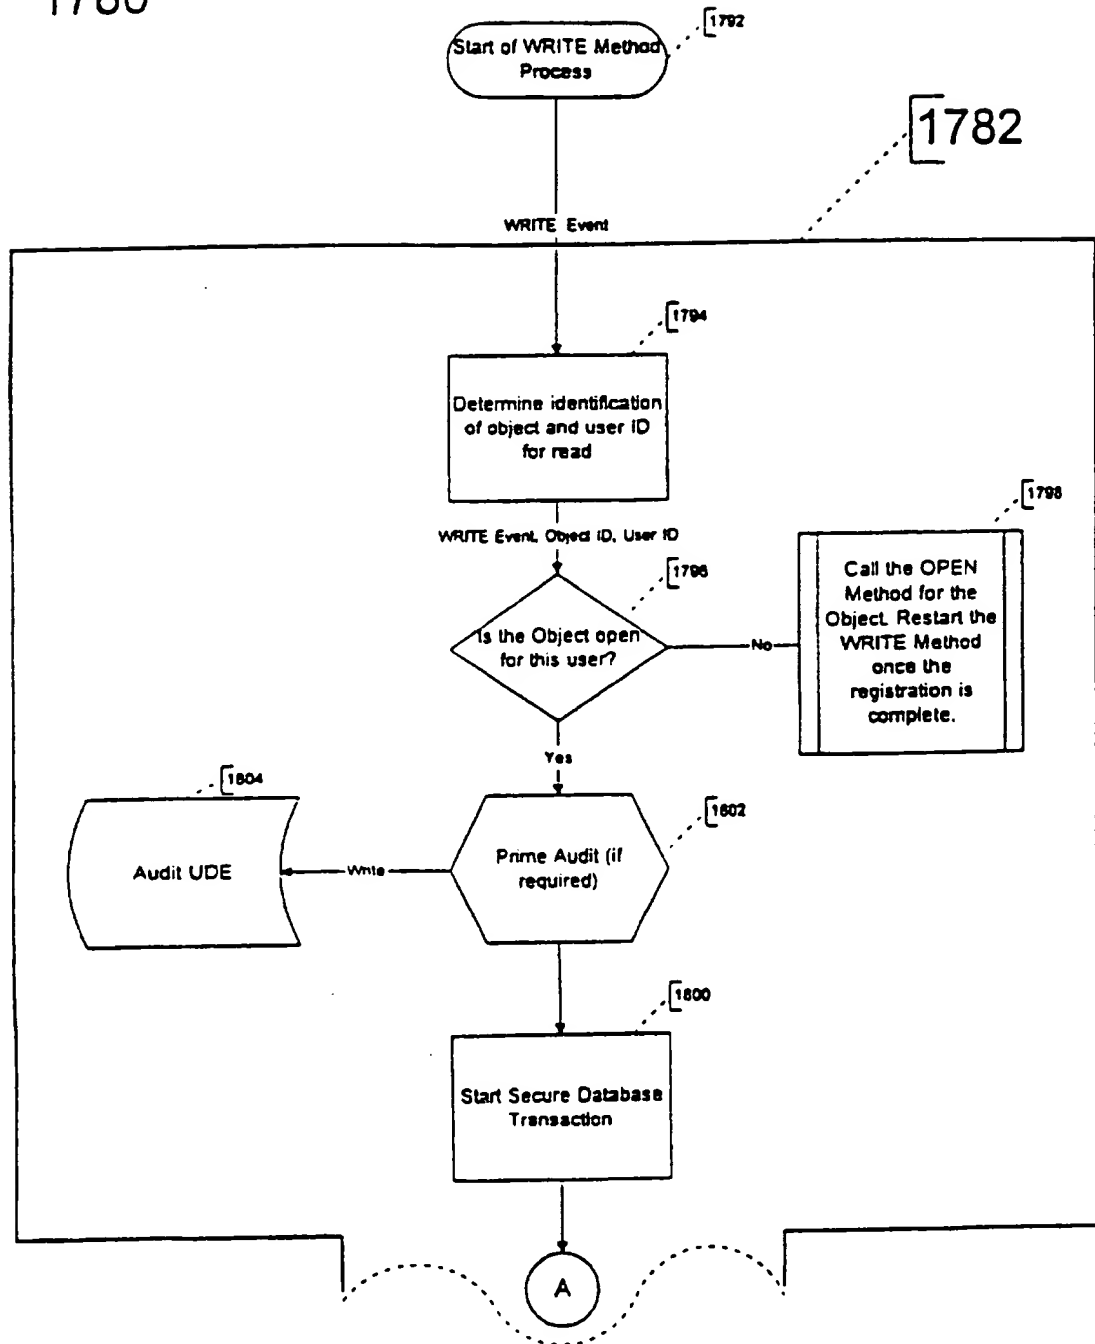 1780
1792
Start of WRITE Method
Process
1782
WRITE Event
1794
Determine identification
of object and user ID
for read
WRITE Event, Object ID, User ID
1796
Is the Object open
for this user?
No
1798
Call the OPEN
Method for the
Object. Restart the
WRITE Method
once the
registration is
complete.
Yes
1804
Audit UDE
Write
1802
Prime Audit (if
required)
1800
Start Secure Database
Transaction
A